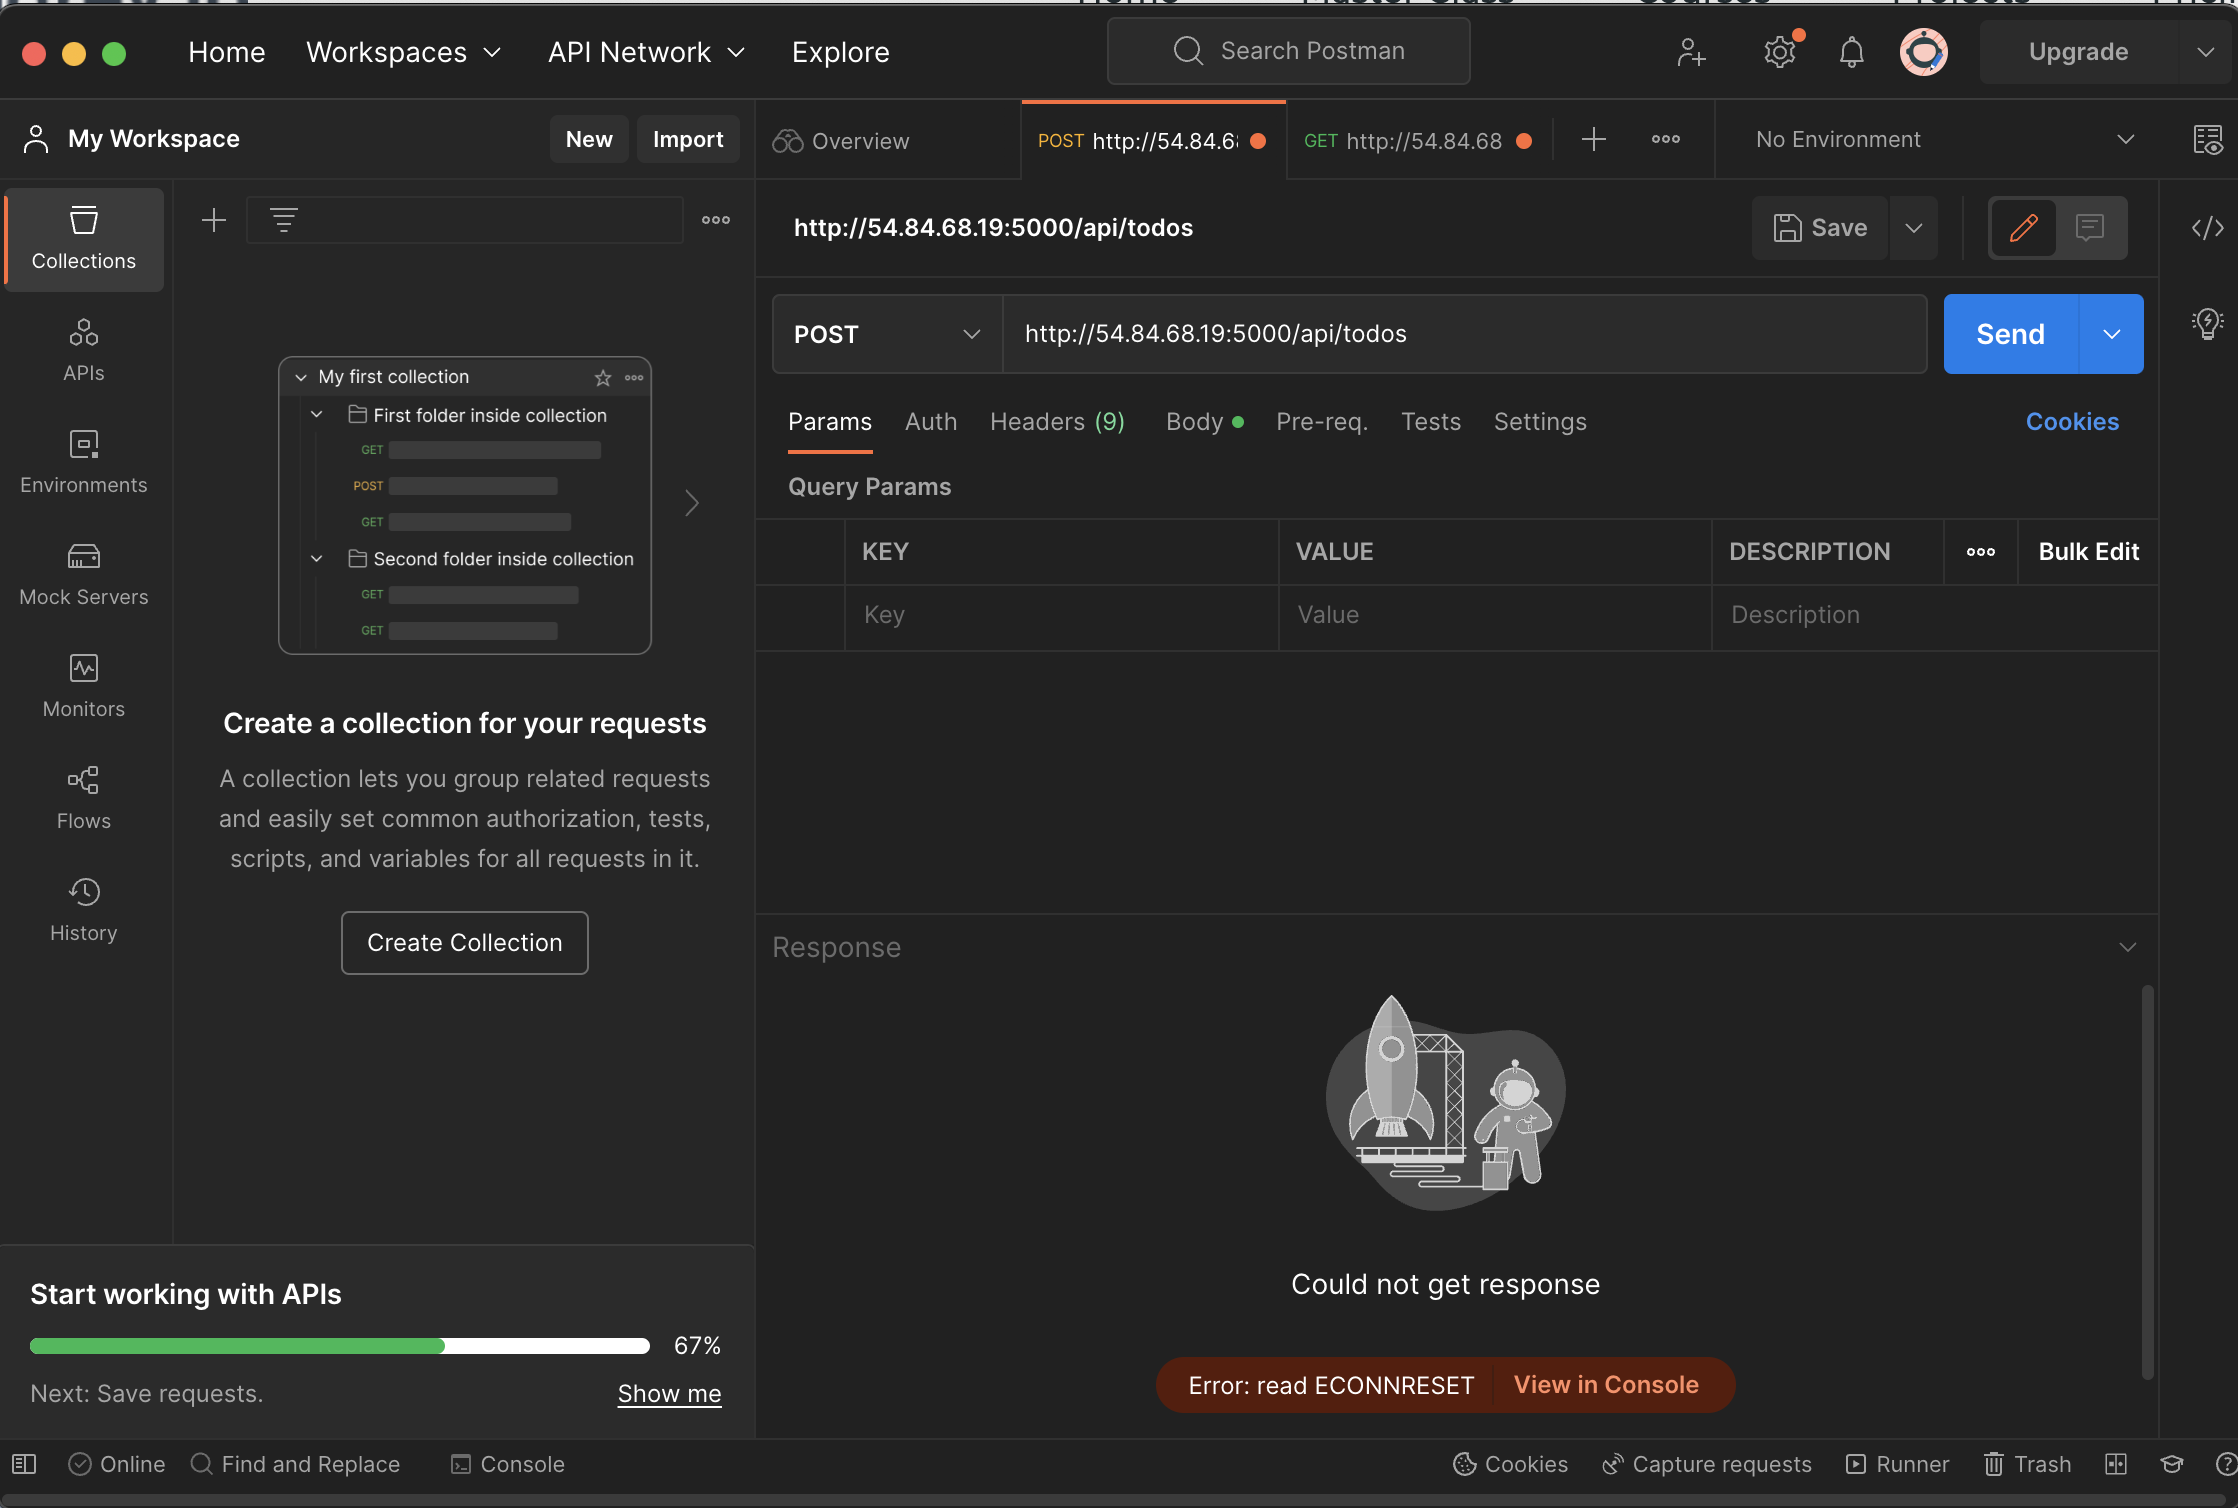 Home
Workspaces
API Network
Explore
Search Postman
Upgrade
My Workspace
New
Import
Overview
POST http://54.84.6
GET http://54.84.68
No Environment
Collections
APIs
Environments
Mock Servers
Monitors
Flows
History
My first collection
First folder inside collection
GET
POST
GET
Second folder inside collection
GET
GET
Create a collection for your requests
A collection lets you group related requests
and easily set common authorization, tests,
scripts, and variables for all requests in it.
Create Collection
Start working with APIs
67%
Next: Save requests.
Show me
http://54.84.68.19:5000/api/todos
Save
POST
http://54.84.68.19:5000/api/todos
Send
Params
Auth
Headers (9)
Body
Pre-req.
Tests
Settings
Cookies
Query Params
KEY
VALUE
DESCRIPTION
Bulk Edit
Key
Value
Description
Response
Could not get response
Error: read ECONNRESET
View in Console
Online
Find and Replace
Console
Cookies
Capture requests
Runner
Trash